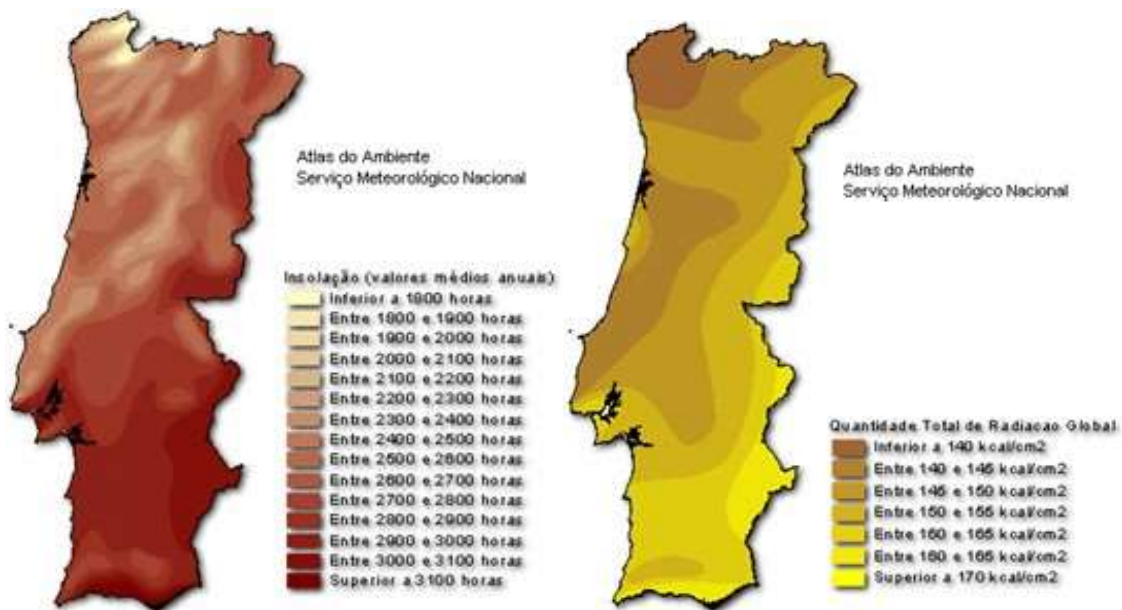 Atlas do Ambiente
Serviço Meteorológico Nacional
Insolação (valores médios anuais)
Inferior a 1800 horas
Entre 1800 e 1900 horas
Entre 1900 e 2000 horas
Entre 2000 e 2100 horas
Entre 2100 e 2200 horas
Entre 2200 e 2300 horas
Entre 2300 e 2400 horas
Entre 2400 e 2500 horas
Entre 2500 e 2600 horas
Entre 2600 e 2700 horas
Entre 2700 e 2800 horas
Entre 2800 e 2900 horas
Entre 2900 e 3000 horas
Entre 3000 e 3100 horas
Superior a 3100 horas
Atlas do Ambiente
Serviço Meteorológico Nacional
Quantidade Total de Radiacao Global
Inferior a 140 kcal/cm2
Entre 140 e 145 kcal/cm2
Entre 145 e 150 kcal/cm2
Entre 150 e 155 kcal/cm2
Entre 160 e 165 kcal/cm2
Entre 160 e 165 kcal/cm2
Superior a 170 kcal/cm2